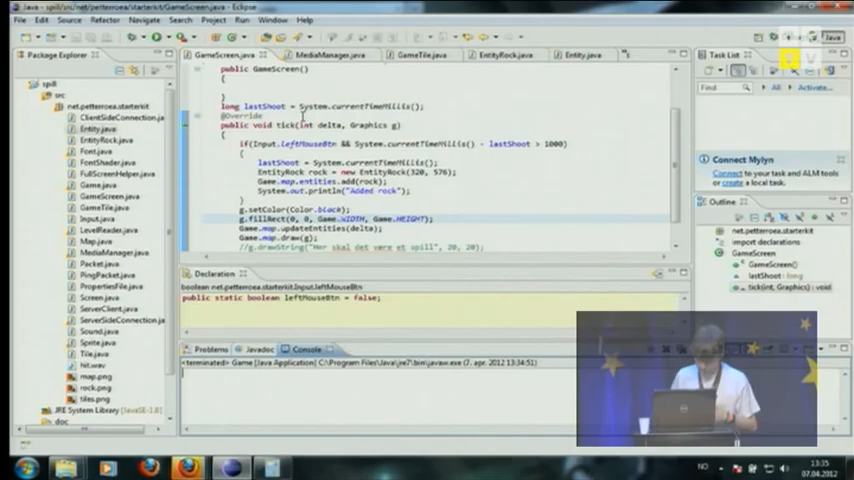 Java - spill/src/net/petterroea/starterkit/GameScreen.java - Eclipse
File Edit Source Refactor Navigate Search Project Run Window Help
Java
Package Explorer
GameScreen.java
MediaManager.java
GameTile.java
EntityRock.java
Entity.java
Task List
spill
src
net.petterroea.starterkit
ClientSideConnection.ja
Entity.java
EntityRock.java
Font.java
FontShader.java
FullScreenHelper.java
Game.java
GameScreen.java
GameTile.java
Input.java
LevelReader.java
Map.java
MediaManager.java
Packet.java
PingPacket.java
PropertiesFile.java
Screen.java
ServerClient.java
ServerSideConnection.ja
Sound.java
Sprite.java
Tile.java
hit.wav
map.png
rock.png
tiles.png
JRE System Library [JavaSE-1.6]
doc
public GameScreen()
{
}
long lastShoot = System.currentTimeMillis();
@Override
public void tick(int delta, Graphics g)
{
if(Input.leftMouseBtn && System.currentTimeMillis() - lastShoot > 1000)
{
lastShoot = System.currentTimeMillis();
EntityRock rock = new EntityRock(320, 576);
Game.map.entities.add(rock);
System.out.println("Added rock");
}
g.setColor(Color.black);
g.fillRect(0, 0, Game.WIDTH, Game.HEIGHT);
Game.map.updateEntities(delta);
Game.map.draw(g);
//g.drawString("Her skal det være et spill", 20, 20);
Find
All
Activate...
Connect Mylyn
Connect to your task and ALM tools
or create a local task.
Outline
net.petterroea.starterkit
import declarations
GameScreen
GameScreen()
lastShoot : long
tick(int, Graphics) : void
Declaration
boolean net.petterroea.starterkit.Input.leftMouseBtn
public static boolean leftMouseBtn = false;
Problems
Javadoc
Console
<terminated> Game [Java Application] C:\Program Files\Java\jre7\bin\javaw.exe (7. apr. 2012 13:34:51)
NO
13:35
07.04.2012